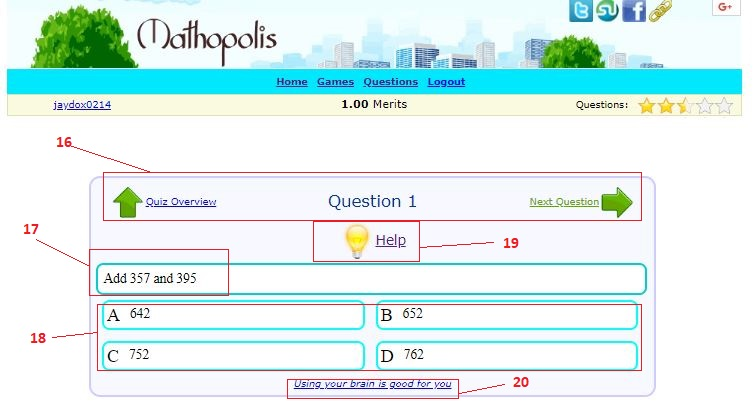 Mathopolis
G+
Home Games Questions Logout
jaydox0214 1.00 Merits Questions:
16
Quiz Overview Question 1 Next Question
17
Help 19
Add 357 and 395
A 642 B 652
18
C 752 D 762
Using your brain is good for you 20